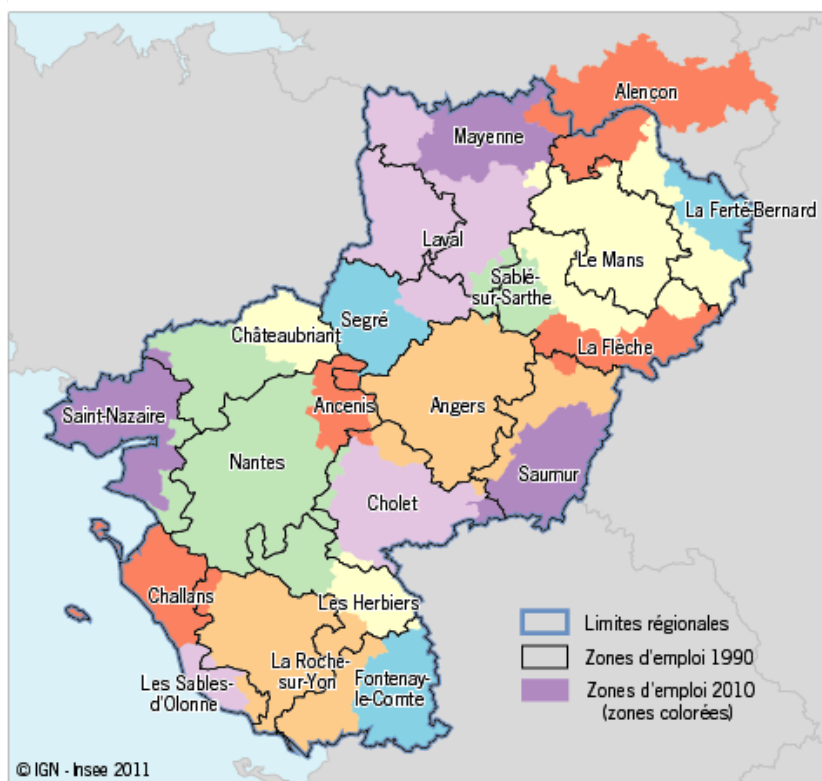 Alençon
Mayenne
La Ferté-Bernard
Laval
Le Mans
Sablé-
sur-Sarthe
Segré
Châteaubriant
La Flèche
Ancenis
Angers
Saint-Nazaire
Nantes
Saumur
Cholet
Challans
Les Herbiers
La Roche-
sur-Yon
Fontenay-
le-Comte
Les Sables-
d'Olonne
Limites régionales
Zones d'emploi 1990
Zones d'emploi 2010
(zones colorées)
© IGN - Insee 2011